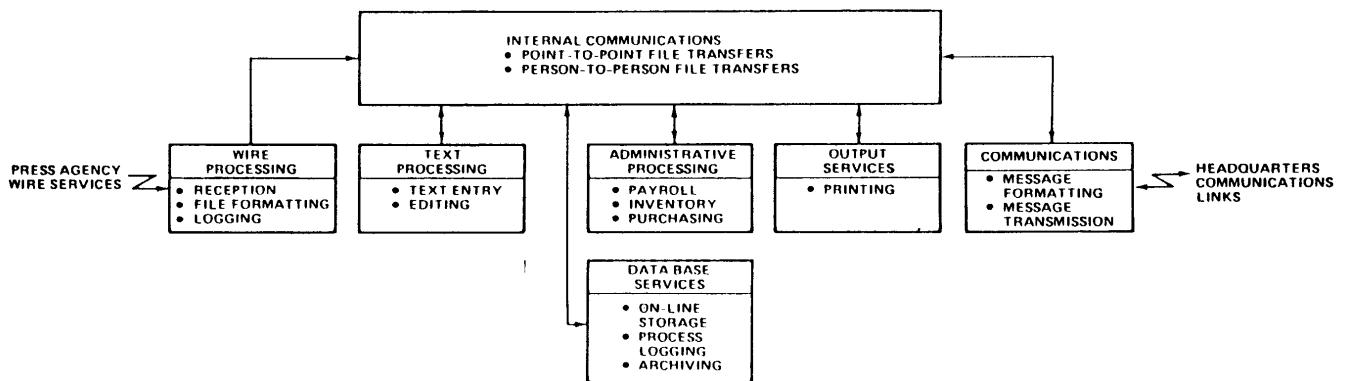 INTERNAL COMMUNICATIONS
• POINT-TO-POINT FILE TRANSFERS
• PERSON-TO-PERSON FILE TRANSFERS
PRESS AGENCY
WIRE SERVICES
WIRE
PROCESSING
• RECEPTION
• FILE FORMATTING
• LOGGING
TEXT
PROCESSING
• TEXT ENTRY
• EDITING
ADMINISTRATIVE
PROCESSING
• PAYROLL
• INVENTORY
• PURCHASING
OUTPUT
SERVICES
• PRINTING
COMMUNICATIONS
• MESSAGE
FORMATTING
• MESSAGE
TRANSMISSION
HEADQUARTERS
COMMUNICATIONS
LINKS
DATA BASE
SERVICES
• ON-LINE
STORAGE
• PROCESS
LOGGING
• ARCHIVING